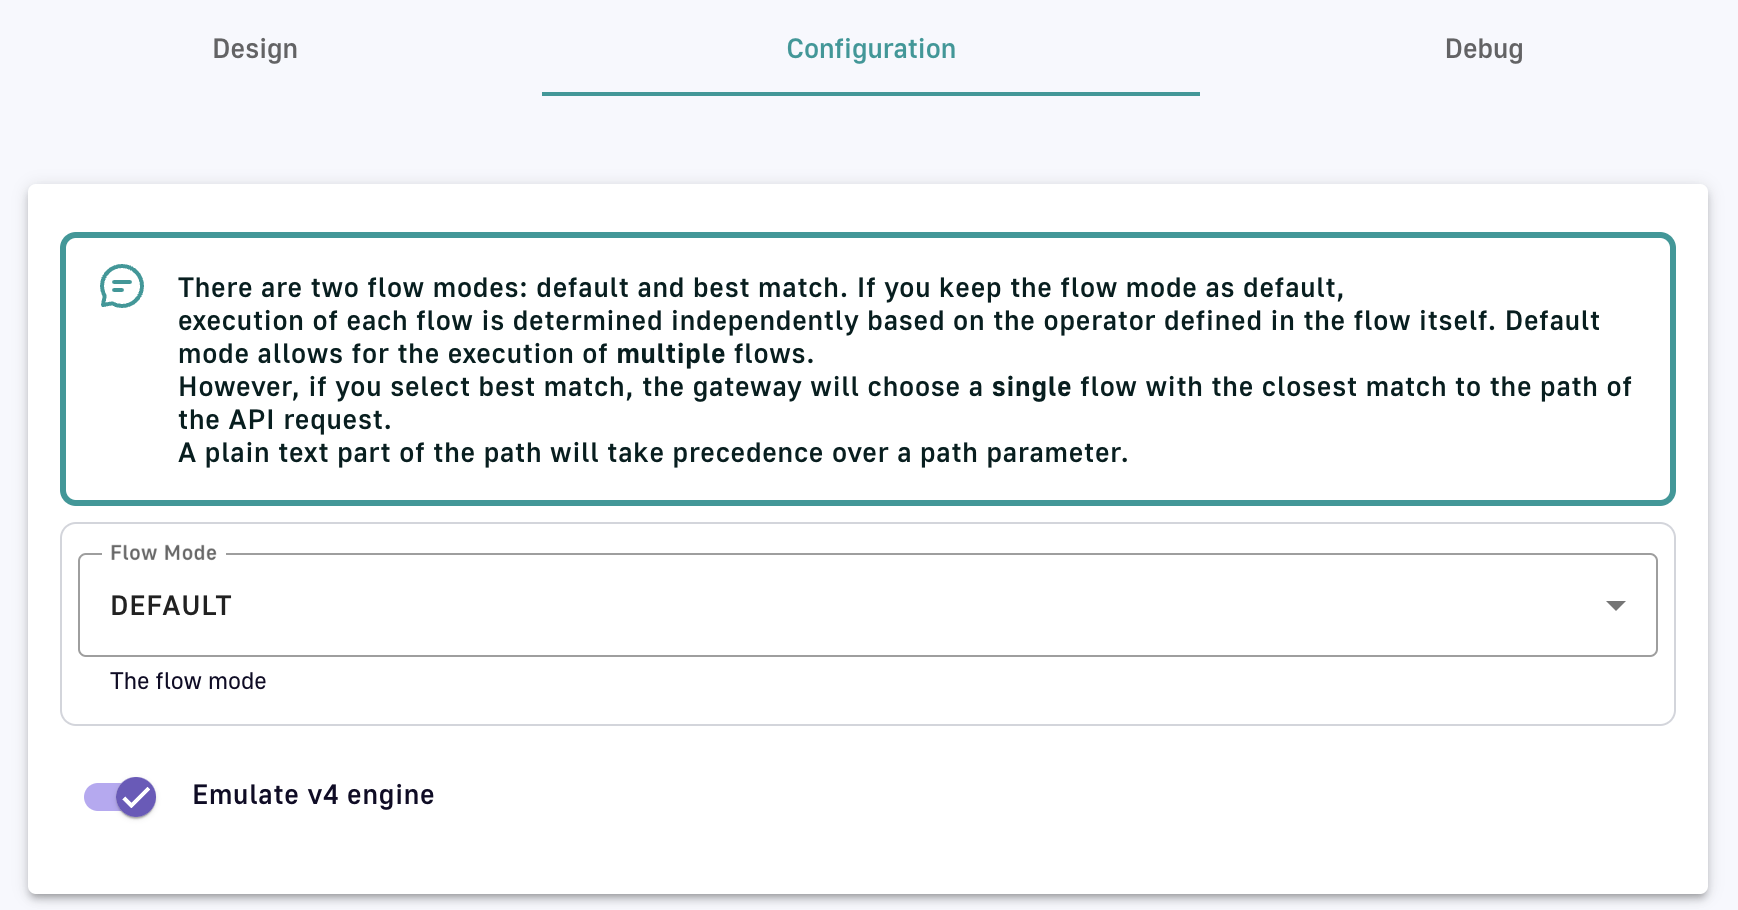 Design
Configuration
Debug
There are two flow modes: default and best match. If you keep the flow mode as default,
execution of each flow is determined independently based on the operator defined in the flow itself. Default
mode allows for the execution of multiple flows.
However, if you select best match, the gateway will choose a single flow with the closest match to the path of
the API request.
A plain text part of the path will take precedence over a path parameter.
Flow Mode
DEFAULT
The flow mode
Emulate v4 engine